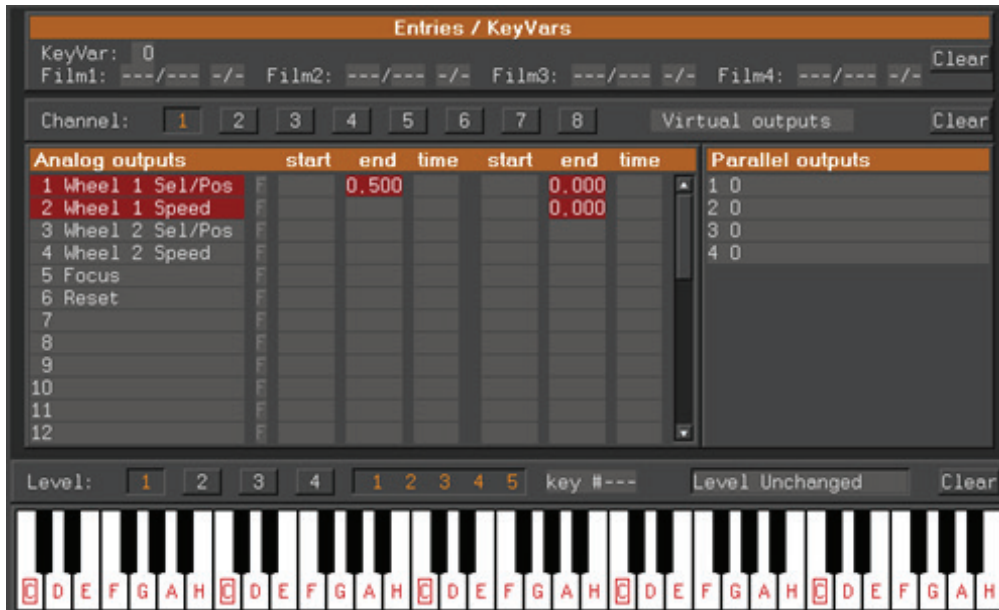 Entries / KeyVars
KeyVar: 0
Film1: ---/--- -/- Film2: ---/--- -/- Film3: ---/--- -/- Film4: ---/--- -/- Clear
Channel: 1 2 3 4 5 6 7 8 Virtual outputs Clear
Analog outputs start end time start end time Parallel outputs
1 Wheel 1 Sel/Pos F 0.500 0.000 1 0
2 Wheel 1 Speed F 0.000 2 0
3 Wheel 2 Sel/Pos F 3 0
4 Wheel 2 Speed F 4 0
5 Focus F
6 Reset F
7 F
8 F
9 F
10 F
11 F
12 F
Level: 1 2 3 4 1 2 3 4 5 key #--- Level Unchanged Clear
C D E F G A H C D E F G A H C D E F G A H C D E F G A H C D E F G A H